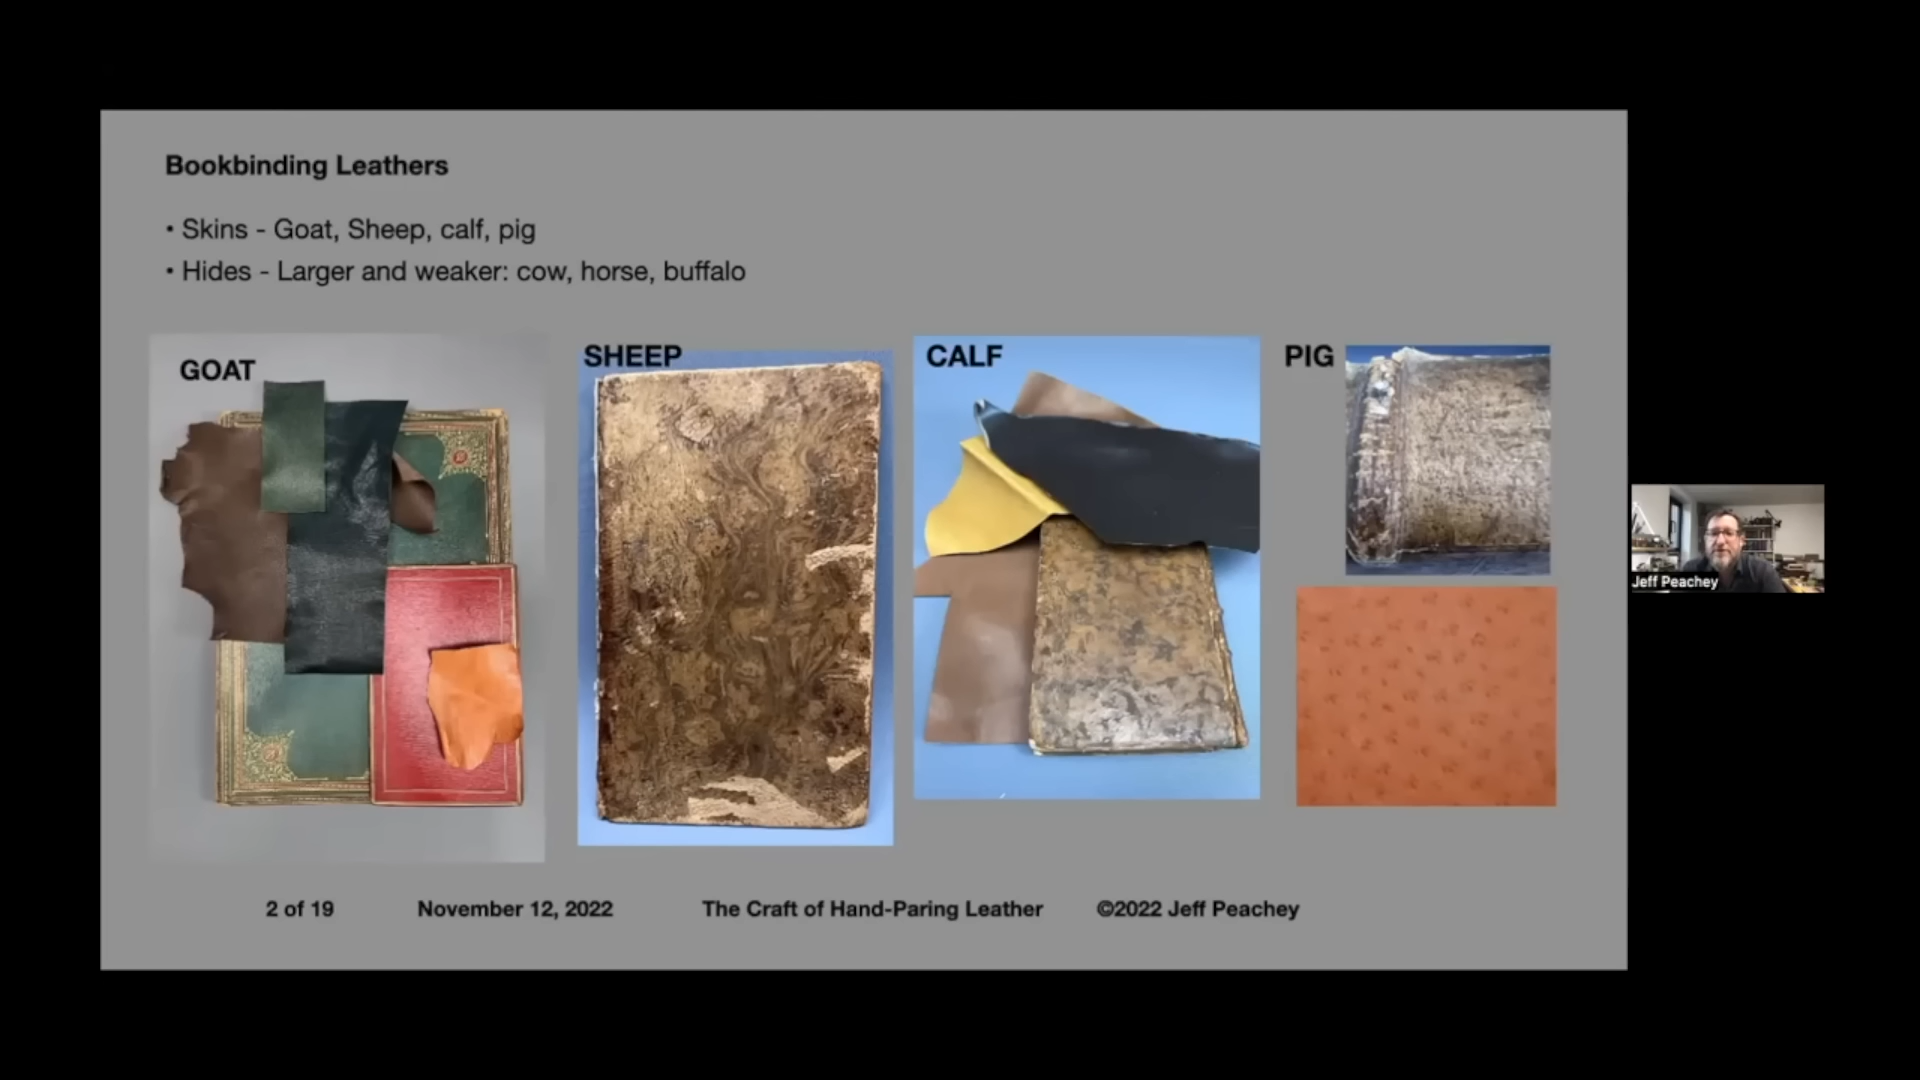 Bookbinding Leathers
• Skins - Goat, Sheep, calf, pig
• Hides - Larger and weaker: cow, horse, buffalo
GOAT
SHEEP
CALF
PIG
Jeff Peachey
2 of 19
November 12, 2022
The Craft of Hand-Paring Leather
©2022 Jeff Peachey